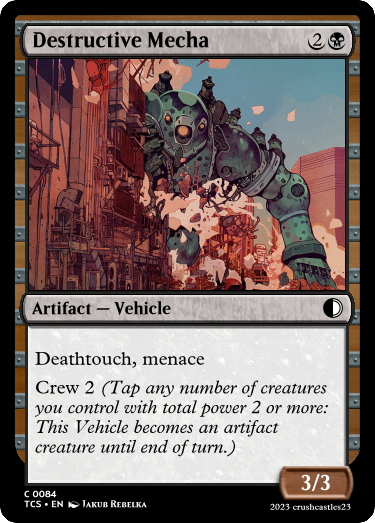 Destructive Mecha 2
Artifact — Vehicle
Deathtouch, menace
Crew 2 (Tap any number of creatures
you control with total power 2 or more:
This Vehicle becomes an artifact
creature until end of turn.)
3/3
C 0084
TCS • EN Jakub Rebelka
2023 crushcastles23